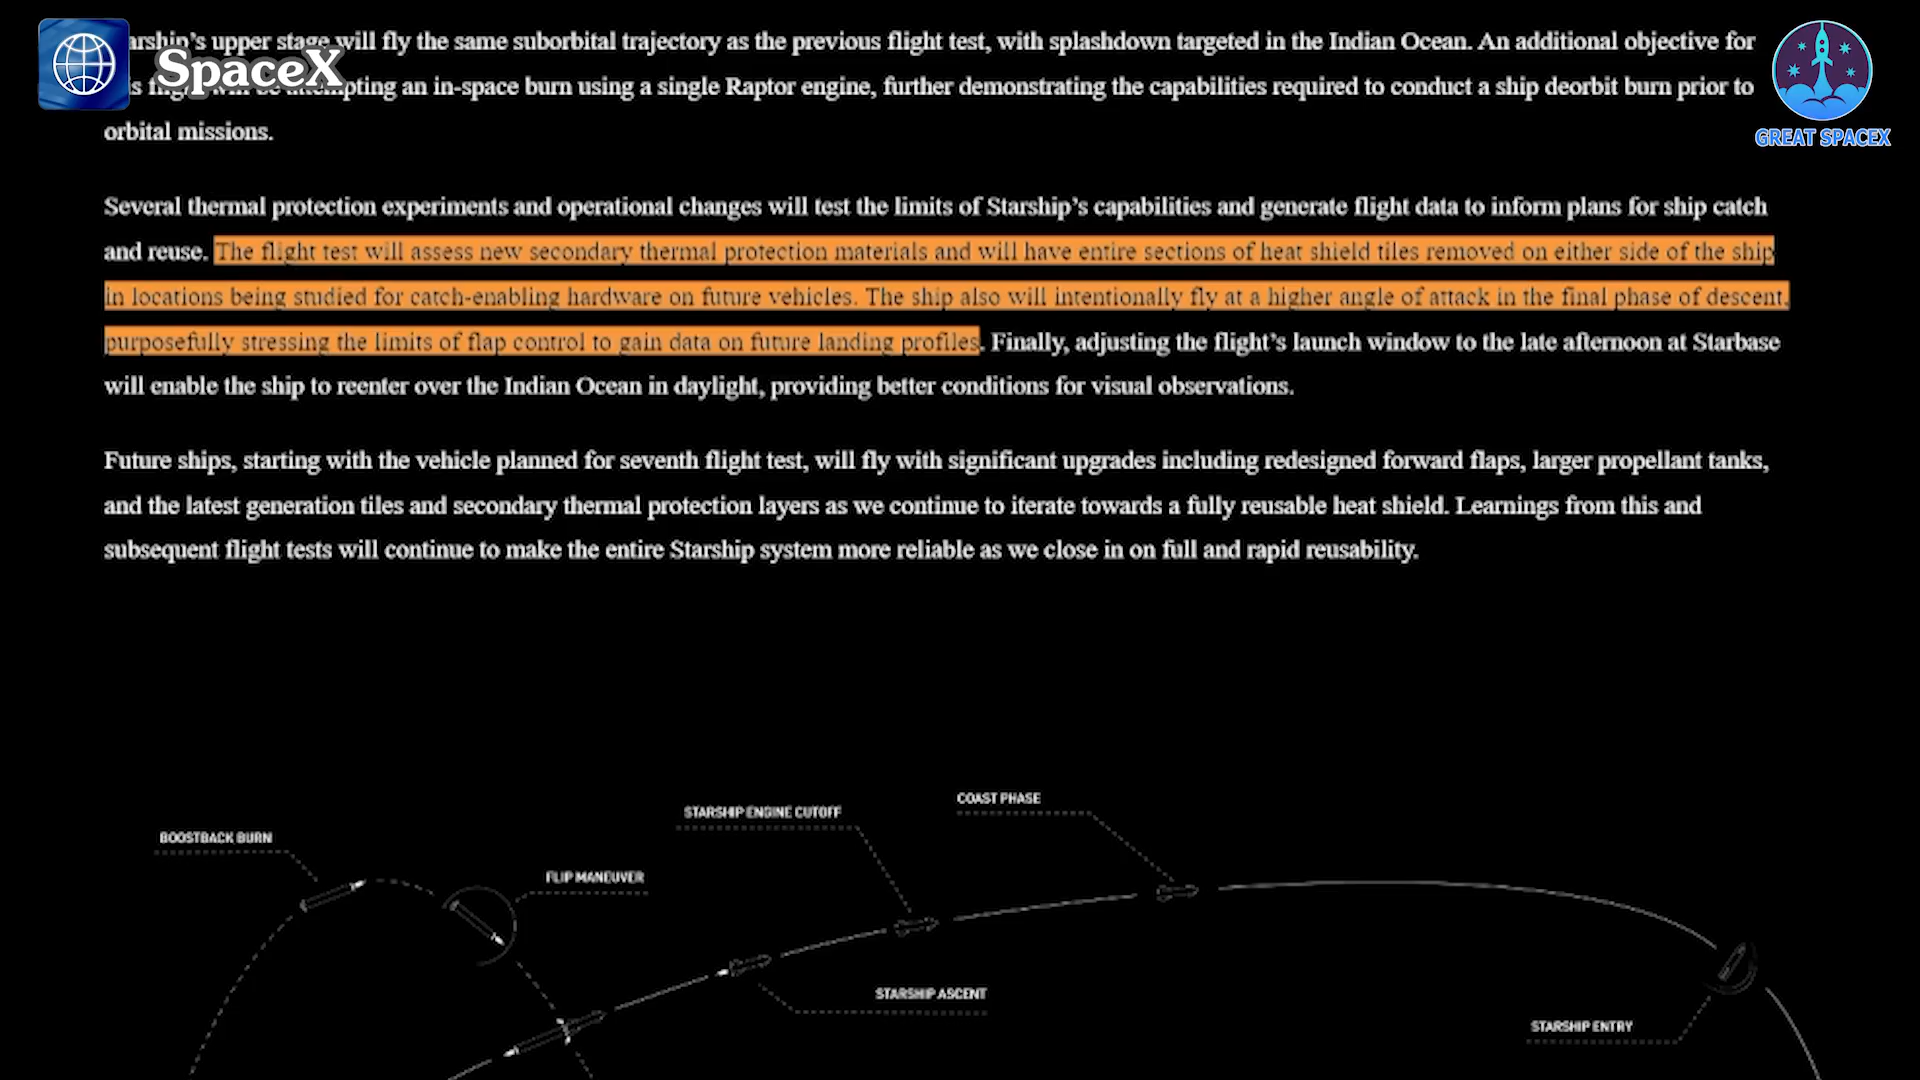 arship's upper stage will fly the same suborbital trajectory as the previous flight test, with splashdown targeted in the Indian Ocean. An additional objective for
SpaceX
pting an in-space burn using a single Raptor engine, further demonstrating the capabilities required to conduct a ship deorbit burn prior to
orbital missions.
GREAT SPACEX
Several thermal protection experiments and operational changes will test the limits of Starship's capabilities and generate flight data to inform plans for ship catch
and reuse. The flight test will assess new secondary thermal protection materials and will have entire sections of heat shield tiles removed on either side of the ship
in locations being studied for catch-enabling hardware on future vehicles. The ship also will intentionally fly at a higher angle of attack in the final phase of descent,
purposefully stressing the limits of flap control to gain data on future landing profiles. Finally, adjusting the flight's launch window to the late afternoon at Starbase
will enable the ship to reenter over the Indian Ocean in daylight, providing better conditions for visual observations.
Future ships, starting with the vehicle planned for seventh flight test, will fly with significant upgrades including redesigned forward flaps, larger propellant tanks,
and the latest generation tiles and secondary thermal protection layers as we continue to iterate towards a fully reusable heat shield. Learnings from this and
subsequent flight tests will continue to make the entire Starship system more reliable as we close in on full and rapid reusability.
COAST PHASE
STARSHIP ENGINE CUTOFF
BOOSTBACK BURN
FLIP MANEUVER
STARSHIP ASCENT
STARSHIP ENTRY